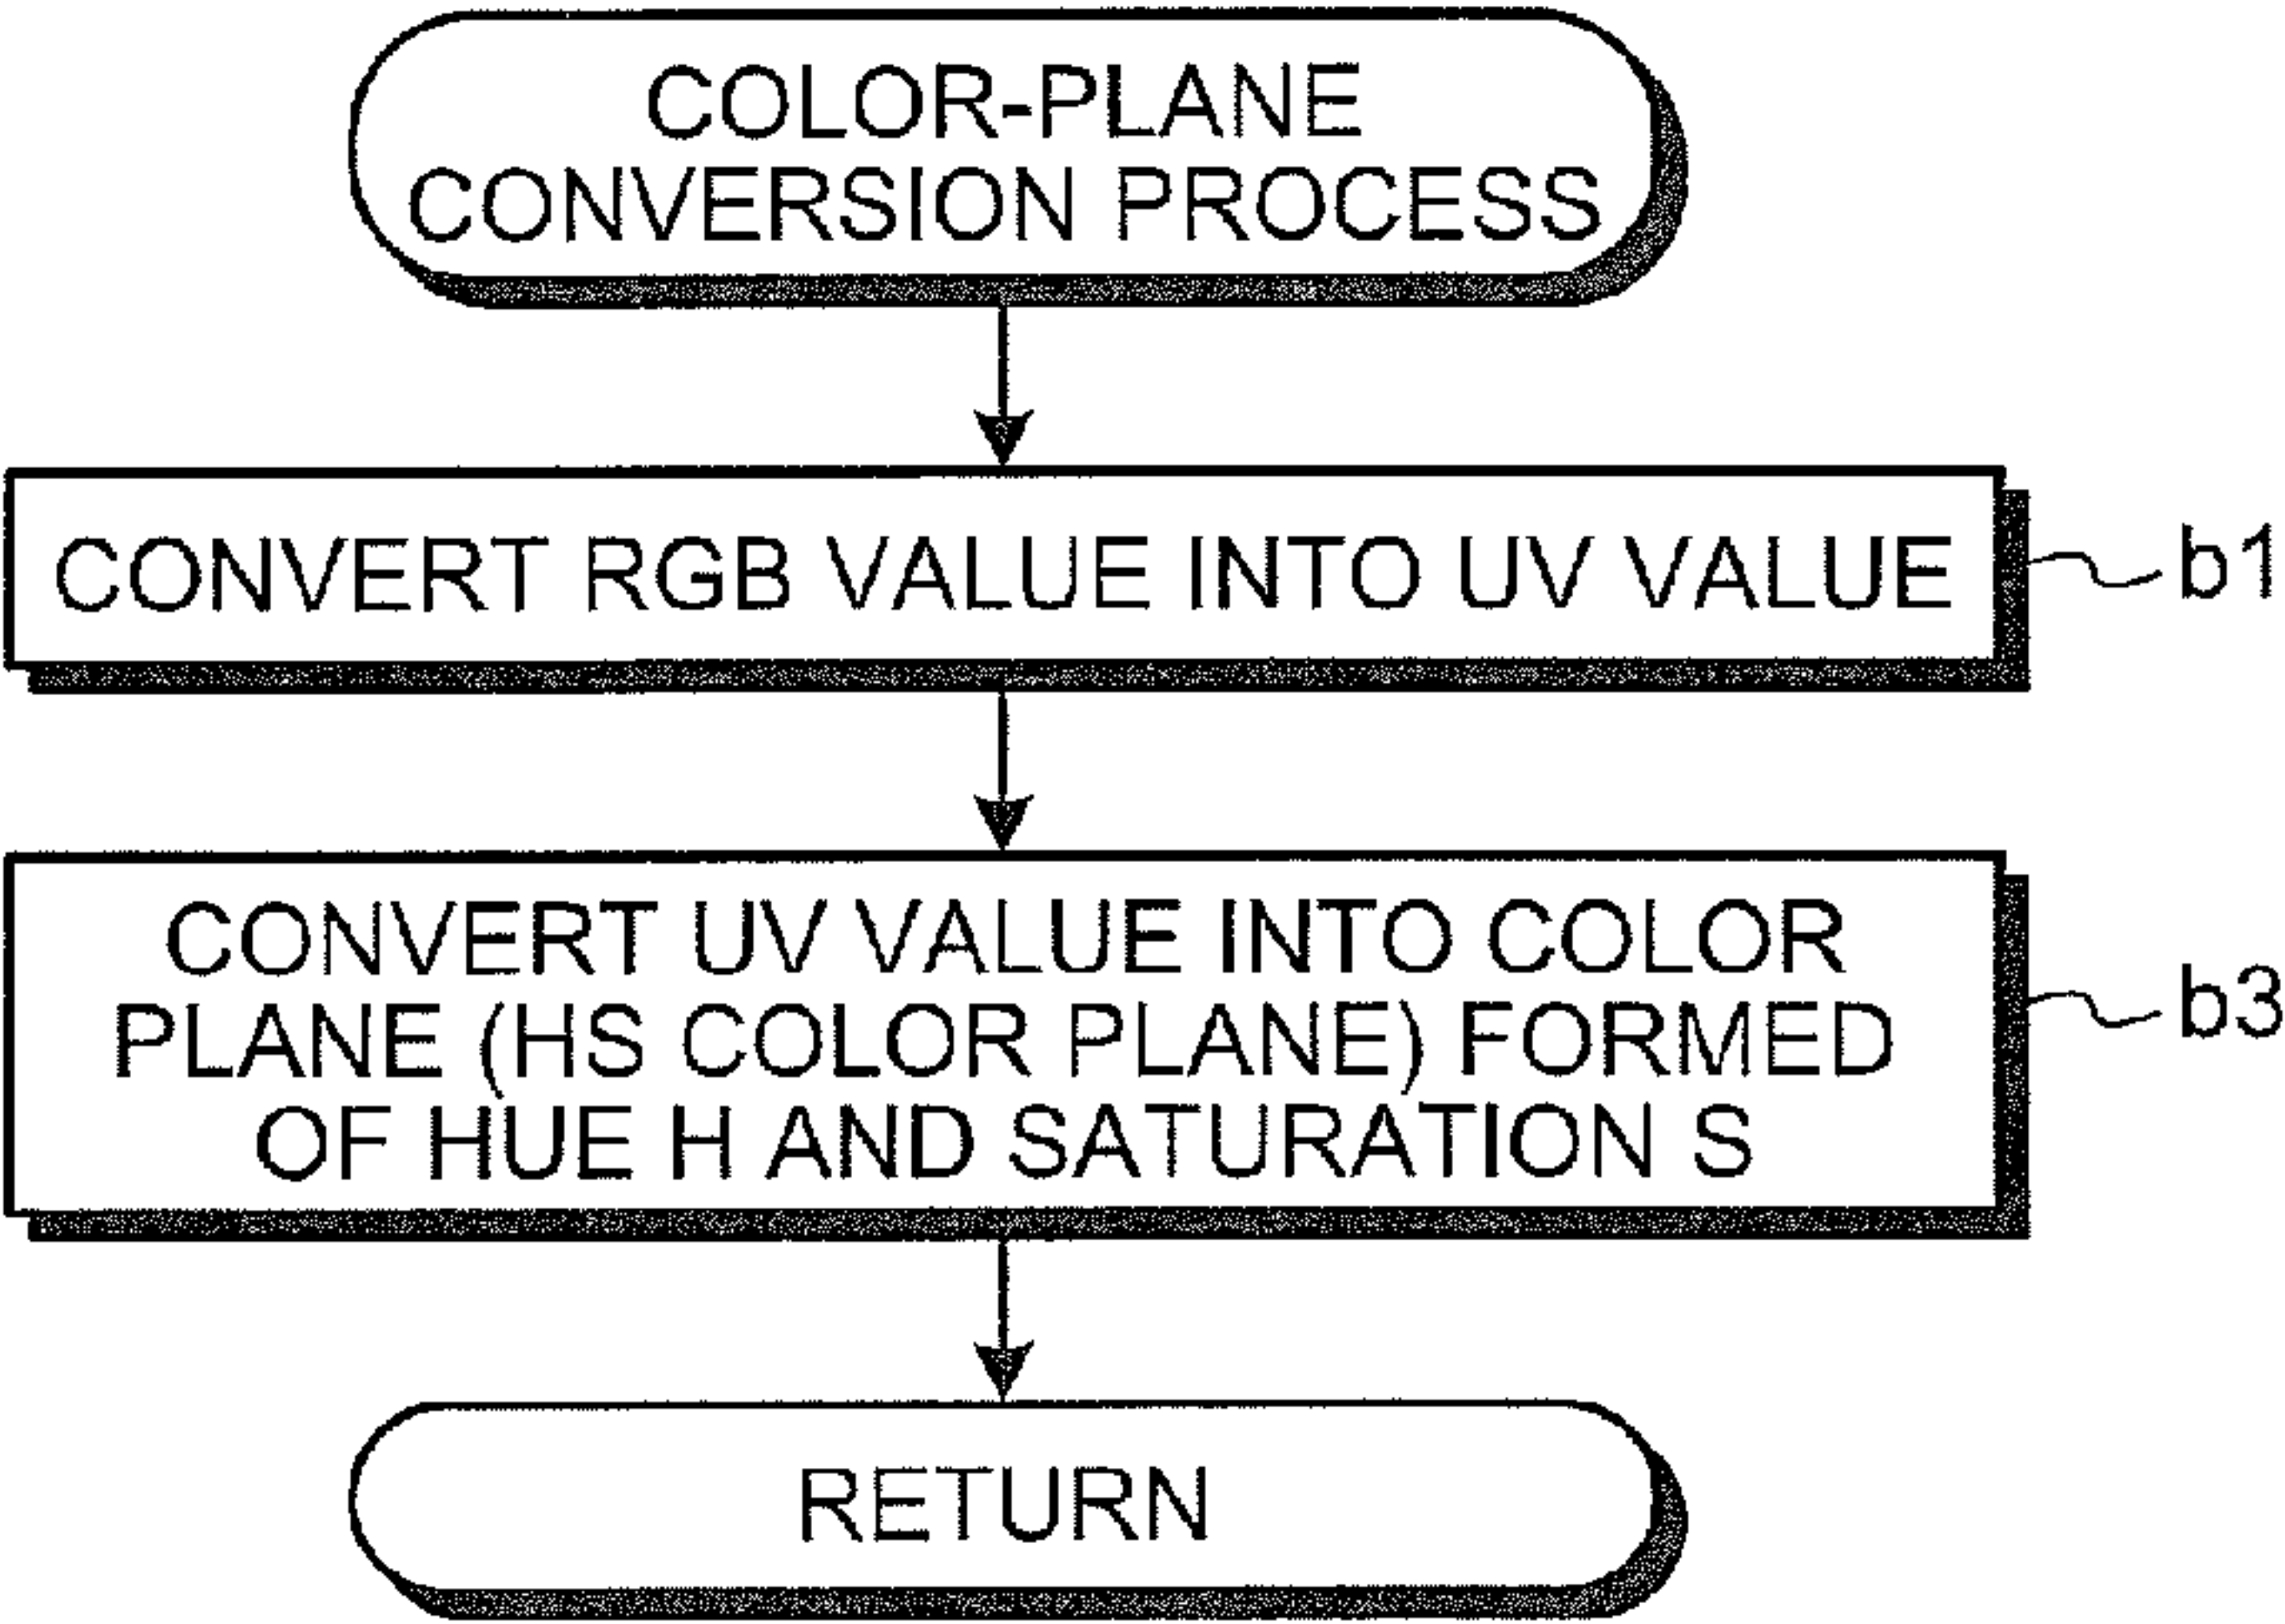 COLOR-PLANE
CONVERSION PROCESS
CONVERT RGB VALUE INTO UV VALUE
b1
CONVERT UV VALUE INTO COLOR
PLANE (HS COLOR PLANE) FORMED
OF HUE H AND SATURATION S
b3
RETURN